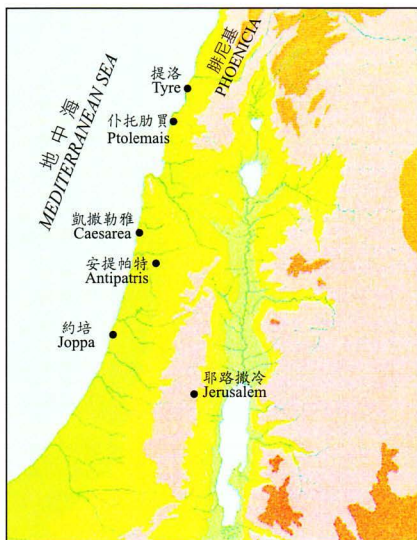 腓尼基
PHOENICIA
地中海
MEDITERRANEAN SEA
提洛
Tyre
仆托肋買
Ptolemais
凱撒勒雅
Caesarea
安提帕特
Antipatris
約培
Joppa
耶路撒冷
Jerusalem